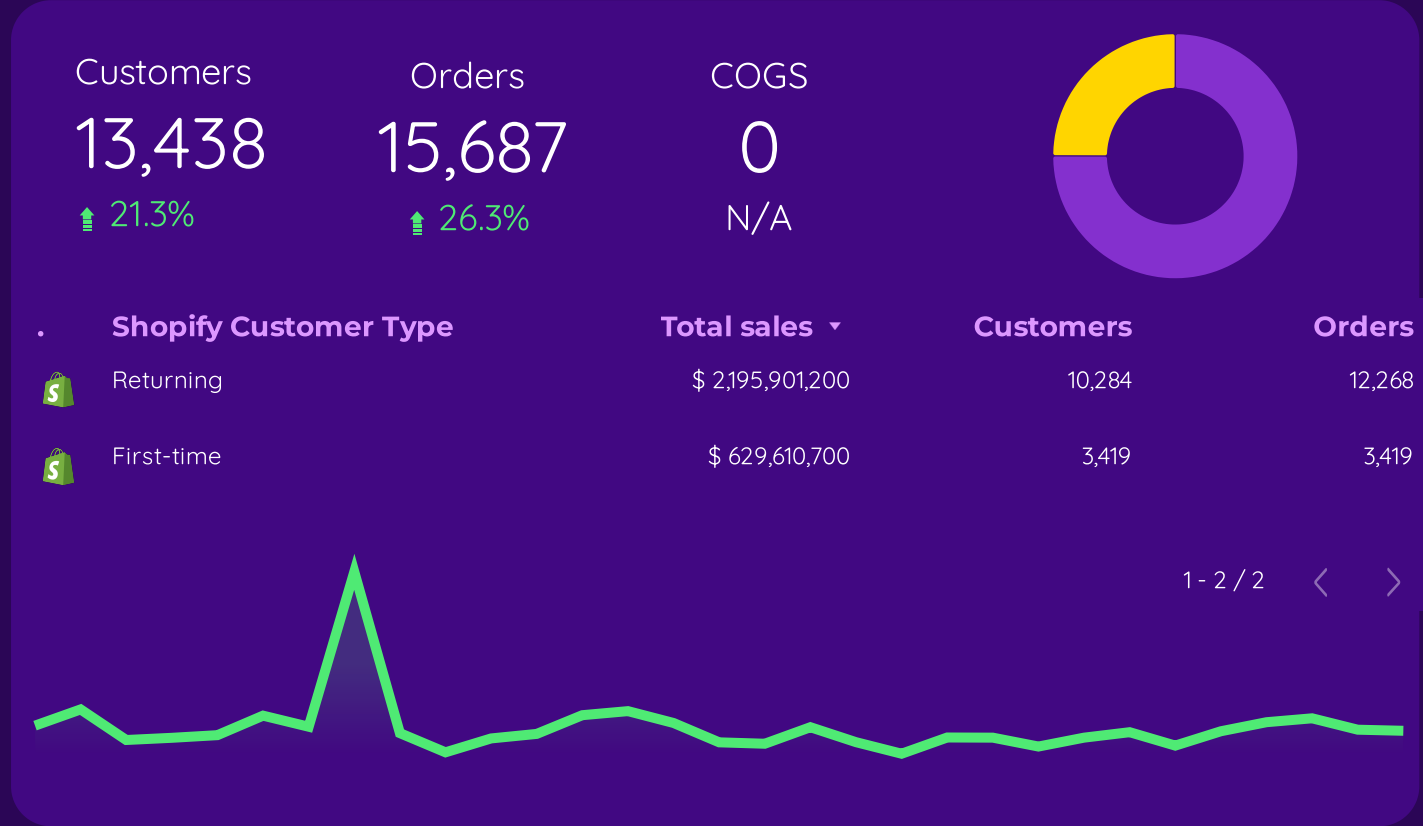 Customers Orders COGS
13,438 15,687 0
21.3% 26.3% N/A
. Shopify Customer Type Total sales Customers Orders
S Returning $ 2,195,901,200 10,284 12,268
S First-time $ 629,610,700 3,419 3,419
1 - 2 / 2